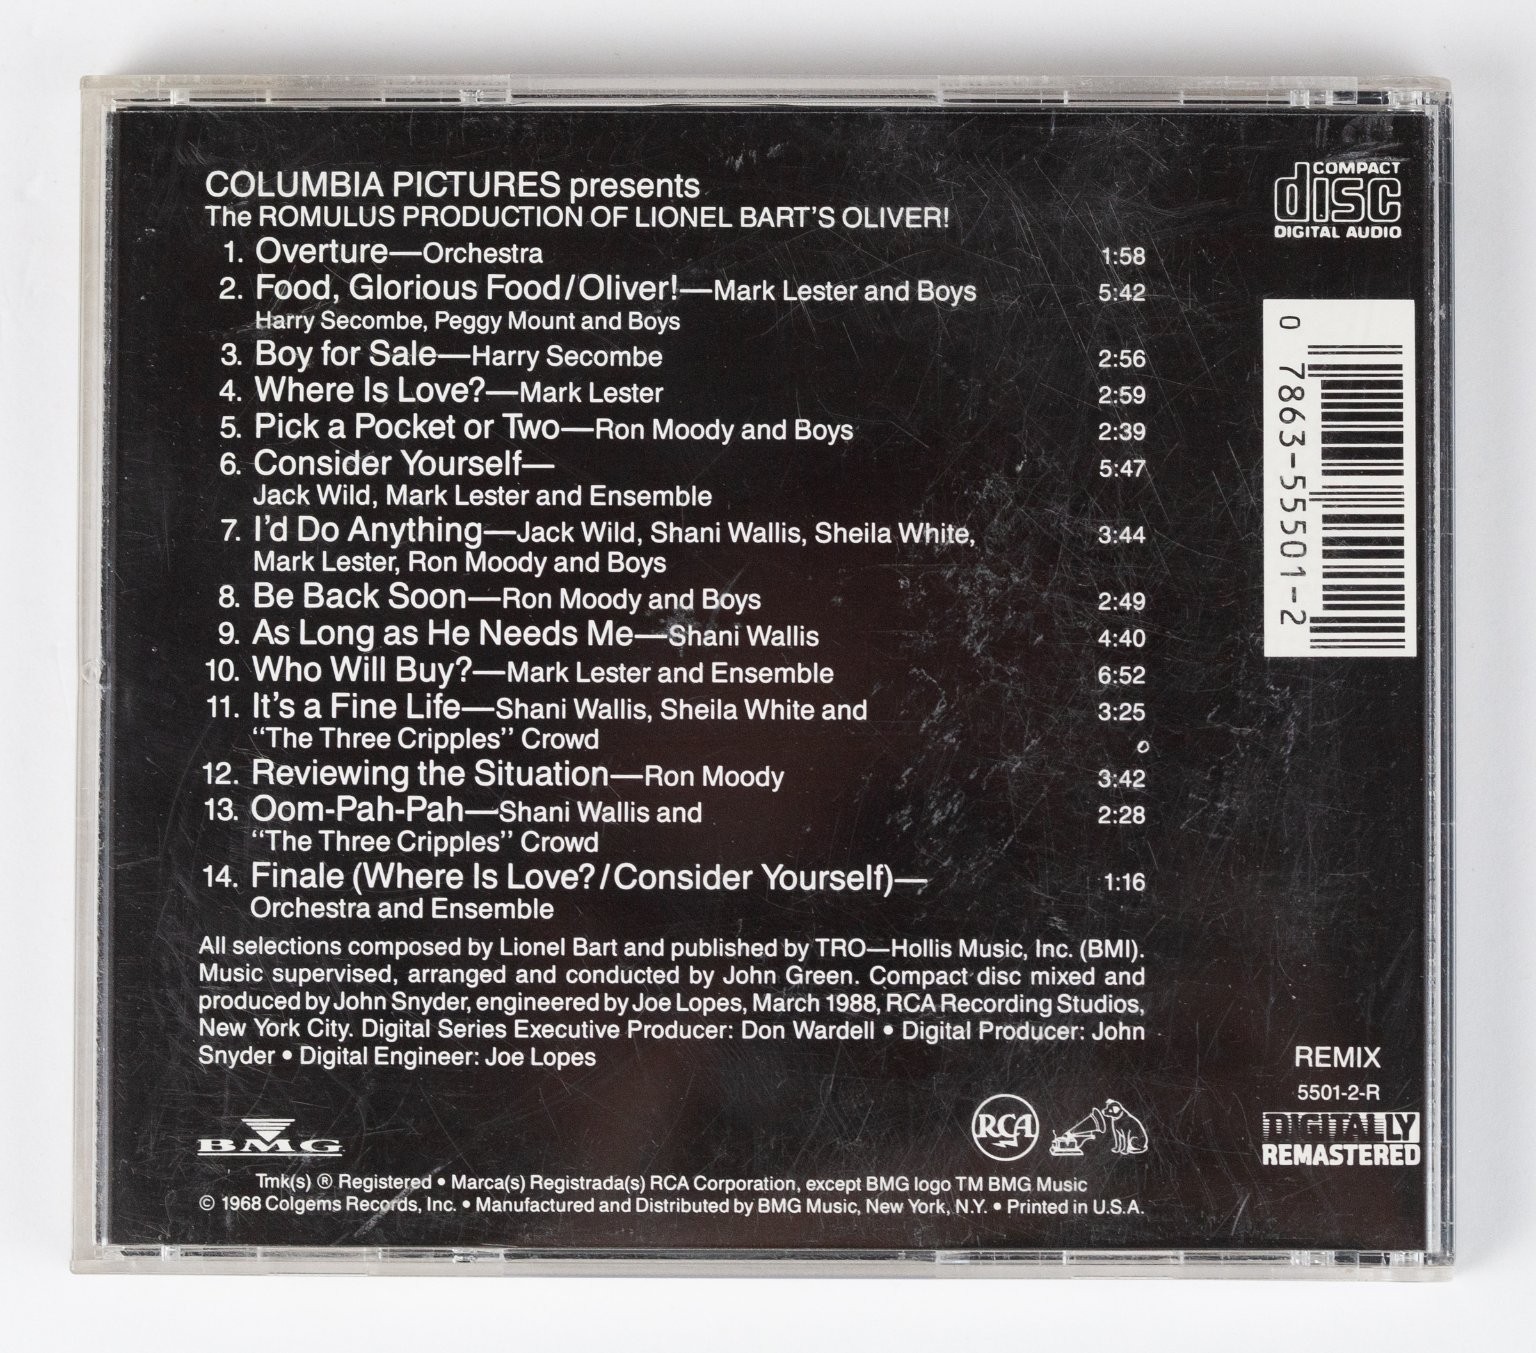 COLUMBIA PICTURES presents
The ROMULUS PRODUCTION OF LIONEL BART'S OLIVER!
1. Overture—Orchestra 1:58
2. Food, Glorious Food/Oliver!—Mark Lester and Boys 5:42
Harry Secombe, Peggy Mount and Boys
3. Boy for Sale—Harry Secombe 2:56
4. Where Is Love?—Mark Lester 2:59
5. Pick a Pocket or Two—Ron Moody and Boys 2:39
6. Consider Yourself— 5:47
Jack Wild, Mark Lester and Ensemble
7. I'd Do Anything—Jack Wild, Shani Wallis, Sheila White, 3:44
Mark Lester, Ron Moody and Boys
8. Be Back Soon—Ron Moody and Boys 2:49
9. As Long as He Needs Me—Shani Wallis 4:40
10. Who Will Buy?—Mark Lester and Ensemble 6:52
11. It's a Fine Life—Shani Wallis, Sheila White and 3:25
"The Three Cripples" Crowd
12. Reviewing the Situation—Ron Moody 3:42
13. Oom-Pah-Pah—Shani Wallis and 2:28
"The Three Cripples" Crowd
14. Finale (Where Is Love?/Consider Yourself)— 1:16
Orchestra and Ensemble
All selections composed by Lionel Bart and published by TRO—Hollis Music, Inc. (BMI).
Music supervised, arranged and conducted by John Green. Compact disc mixed and
produced by John Snyder, engineered by Joe Lopes, March 1988, RCA Recording Studios,
New York City. Digital Series Executive Producer: Don Wardell • Digital Producer: John
Snyder • Digital Engineer: Joe Lopes
BMG
RCA
Tmk(s) ® Registered • Marca(s) Registrada(s) RCA Corporation, except BMG logo TM BMG Music
© 1968 Colgems Records, Inc. • Manufactured and Distributed by BMG Music, New York, N.Y. • Printed in U.S.A.
COMPACT
disc
DIGITAL AUDIO
0 7863-55501-2
REMIX
5501-2-R
DIGITALLY
REMASTERED